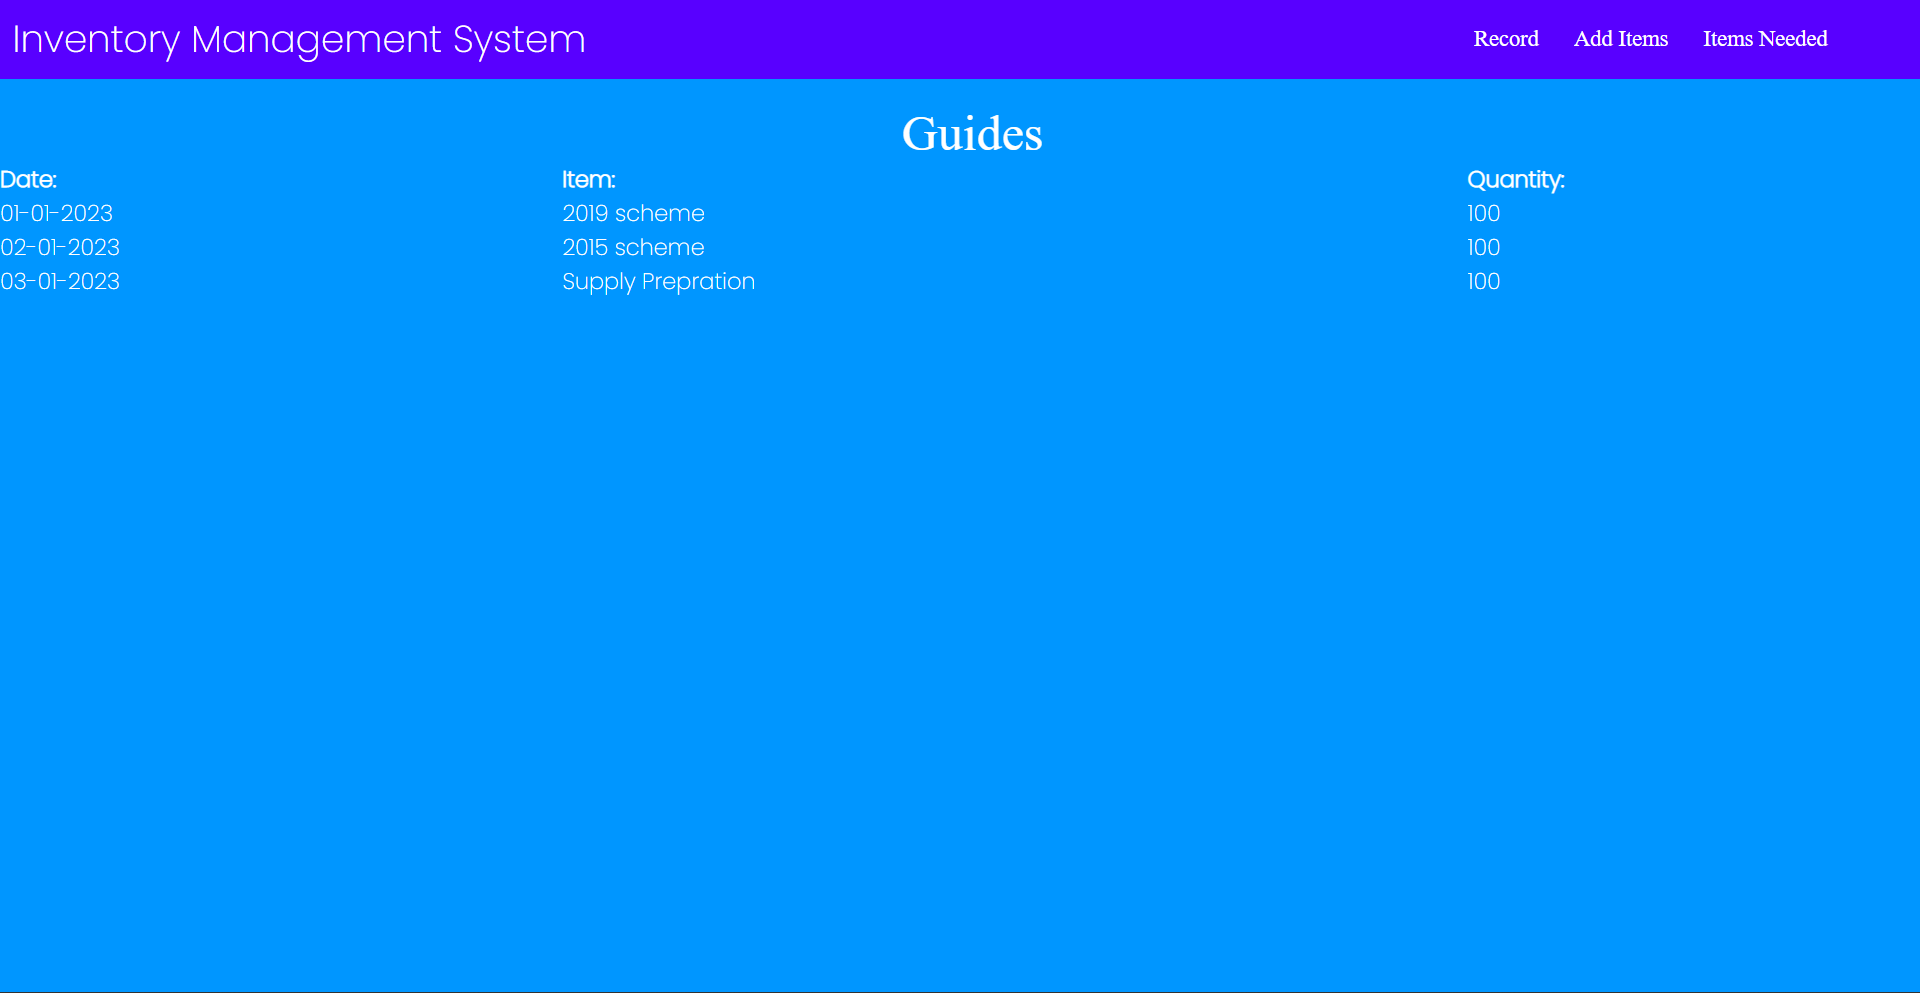 Inventory Management System Record Add Items Items Needed
Guides
Date: Item: Quantity:
01-01-2023 2019 scheme 100
02-01-2023 2015 scheme 100
03-01-2023 Supply Prepration 100